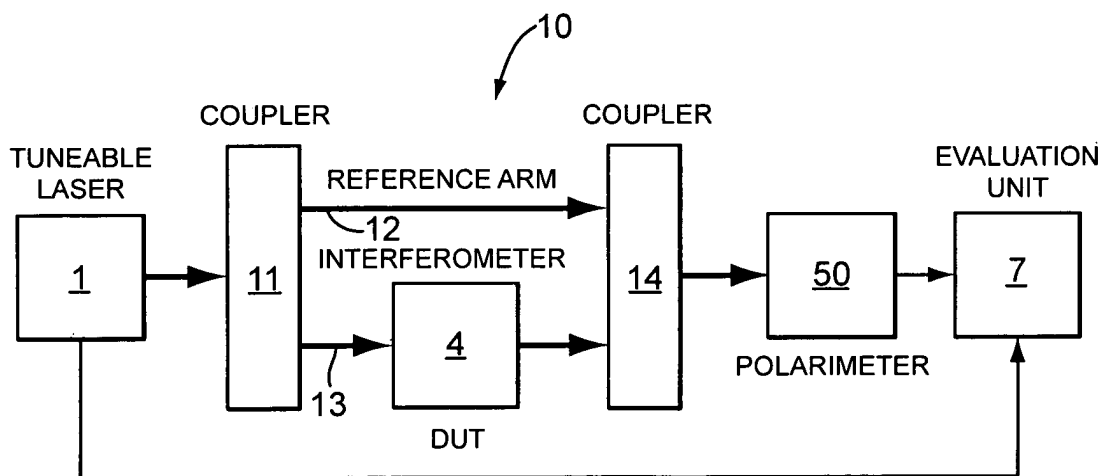 10
COUPLER
COUPLER
TUNEABLE
LASER
EVALUATION
UNIT
REFERENCE ARM
12
INTERFEROMETER
1
11
14
50
7
4
13
POLARIMETER
DUT